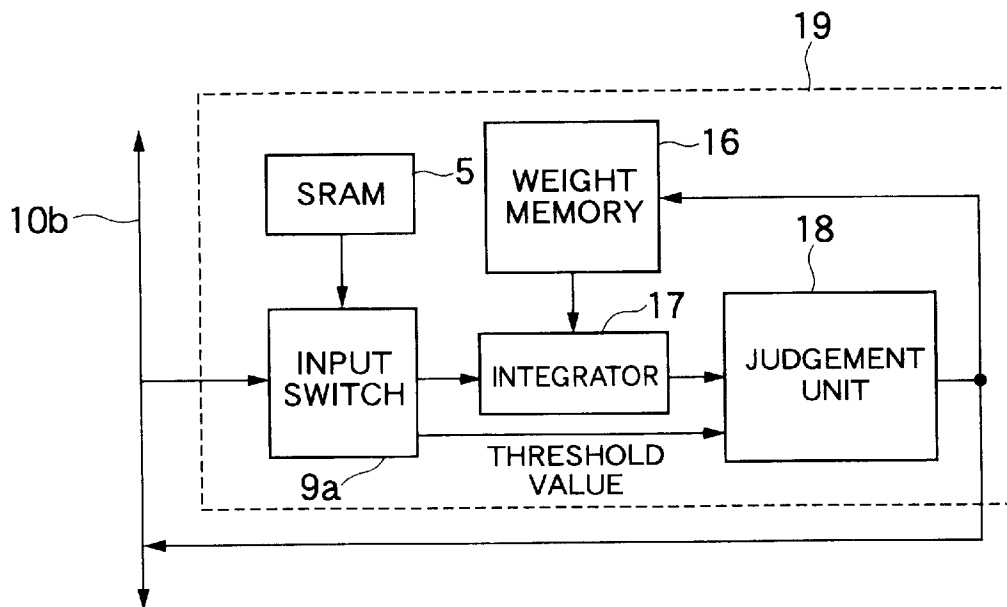 19
5
SRAM
16
WEIGHT
MEMORY
10b
18
17
INPUT
SWITCH
INTEGRATOR
JUDGEMENT
UNIT
THRESHOLD
VALUE
9a